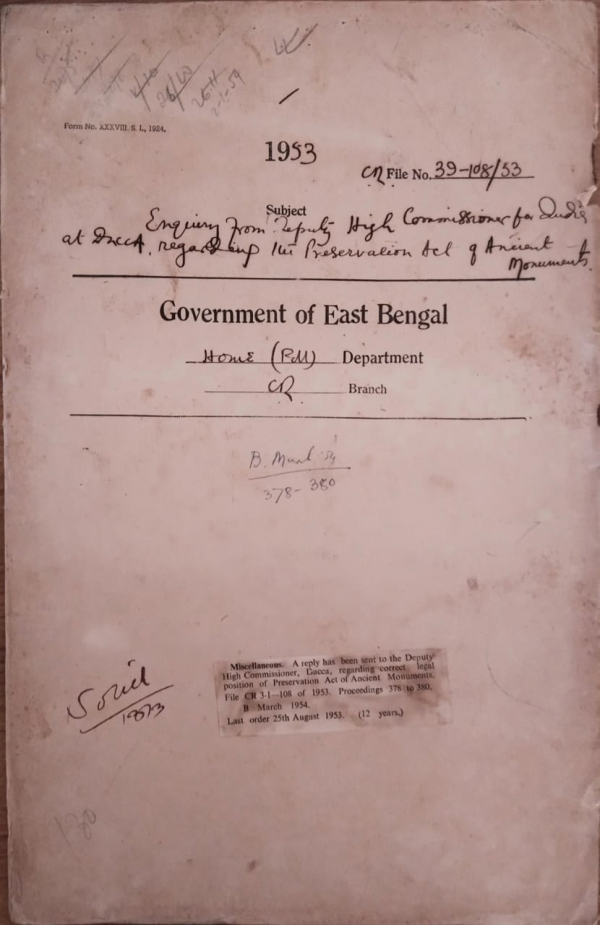 Form No. XXXVIII. S. I., 1924.
1953
CR File No. 39-108/53
Subject
Enquiry from Deputy High Commissioner for India
at Dacca, regarding the Preservation Act of Ancient
Monuments.
Government of East Bengal
Home (Poll) Department
CR Branch
B.
378- 380
Miscellaneous. A reply has been sent to the Deputy
High Commissioner, Dacca, regarding correct legal
position of Preservation Act of Ancient Monuments.
File CR 3-1—108 of 1953. Proceedings 378 to 380,
B March 1954.
Last order 25th August 1953. (12 years.)